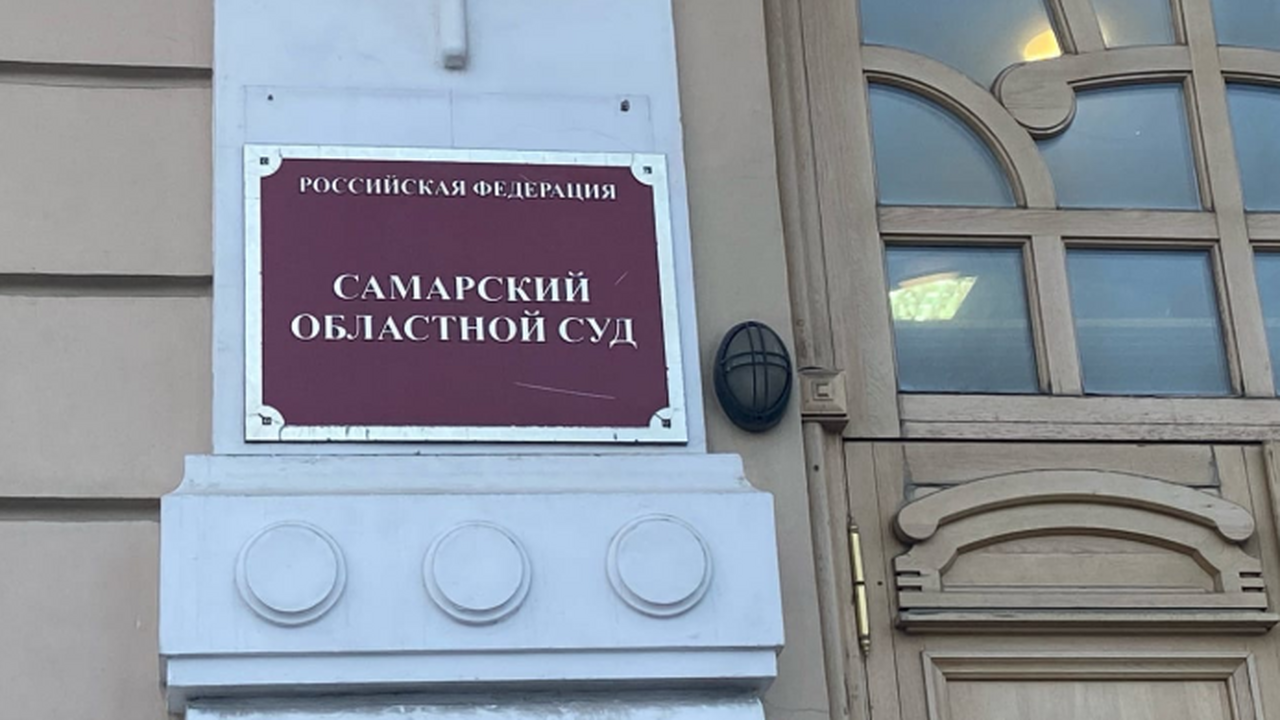 РОССИЙСКАЯ ФЕДЕРАЦИЯ
САМАРСКИЙ
ОБЛАСТНОЙ СУД